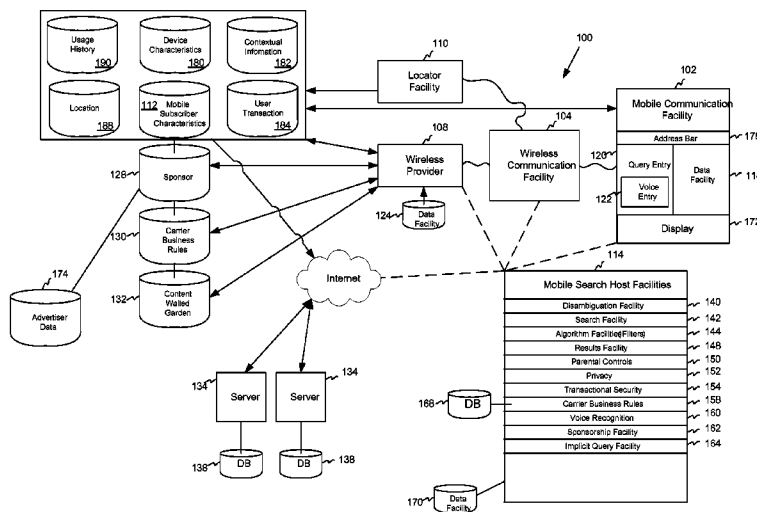 100
Usage History 190
Device Characteristics 180
Contextual Infomation 182
Location 188
112 Mobile Subscriber Characteristics
User Transaction 184
110
Locator Facility
102
Mobile Communication Facility
Address Bar 178
120 Query Entry
122 Voice Entry
Data Facility
Display 172
104
Wireless Communication Facility
108
Wireless Provider
124 Data Facility
128 Sponsor
130 Carrier Business Rules
132 Content Walled Garden
174
Advertiser Data
Internet
134 Server
Server 134
138 DB
DB 138
114
Mobile Search Host Facilities
Disambiguation Facility 140
Search Facility 142
Algorithm Facilities(Filters) 144
Results Facility 148
Parental Controls 150
Privacy 152
Transactional Security 154
Carrier Business Rules 158
Voice Recognition 160
Sponsorship Facility 162
Implicit Query Facility 164
168 DB
170 Data Facility